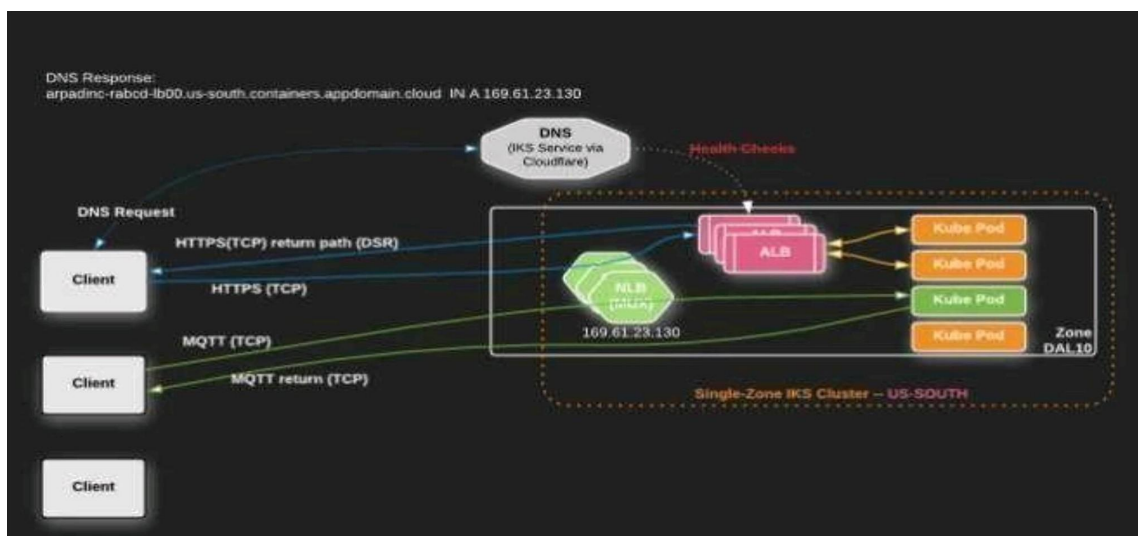 DNS Response:
arpadinc-rabcd-lb00.us-south.containers.appdomain.cloud IN A 169.61.23.130
DNS
(IKS Service via
Cloudflare)
Health Checks
DNS Request
HTTPS(TCP) return path (DSR)
Client
HTTPS (TCP)
ALB
ALB
Kube Pod
Kube Pod
NLB
(MUX)
Kube Pod
169.61.23.130
Kube Pod
Zone
DAL10
MQTT (TCP)
Client
MQTT return (TCP)
Single-Zone IKS Cluster – US-SOUTH
Client